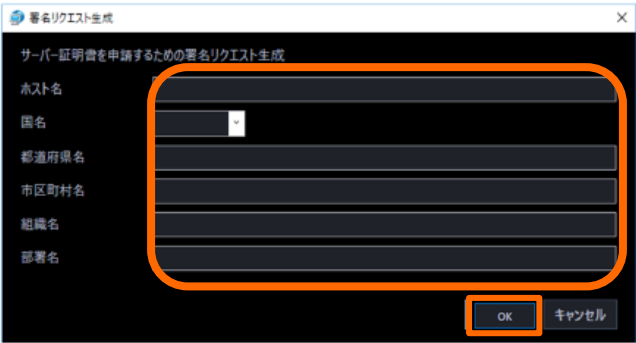 署名リクエスト生成
サーバー証明書を申請するための署名リクエスト生成
ホスト名
国名
都道府県名
市区町村名
組織名
部署名
OK キャンセル